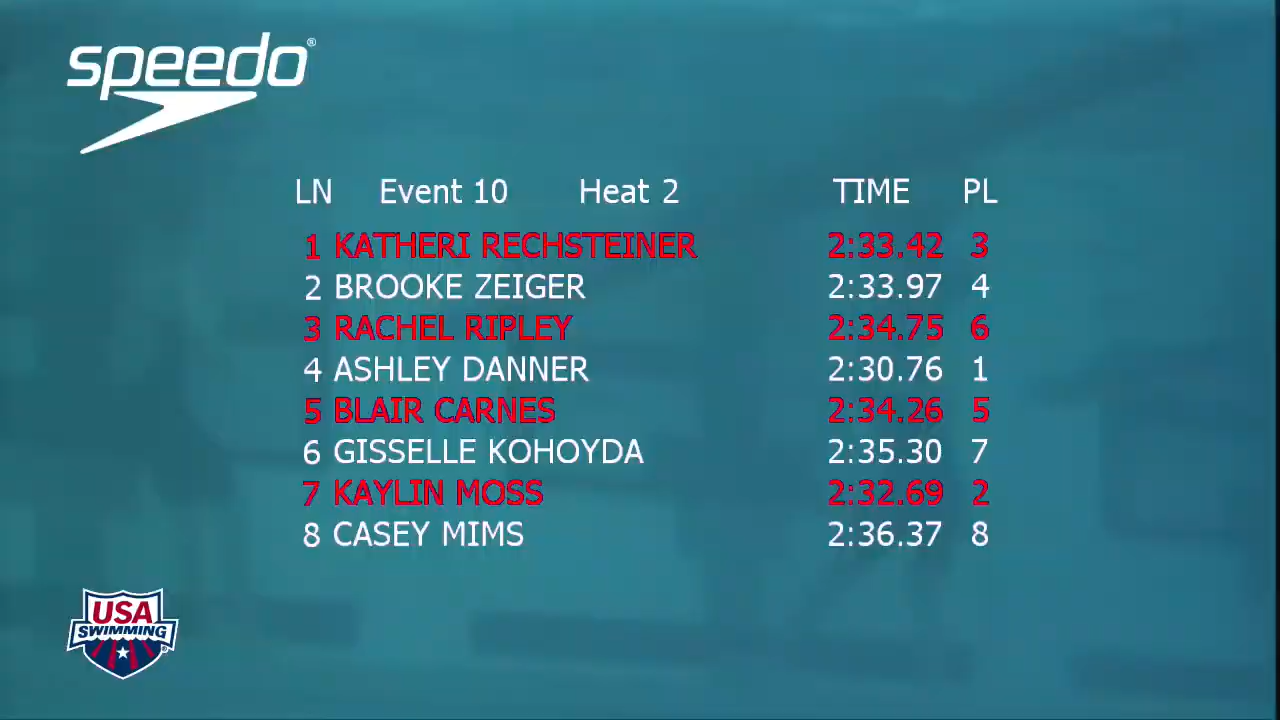 speedo®
LN Event 10 Heat 2 TIME PL
1 KATHERI RECHSTEINER 2:33.42 3
2 BROOKE ZEIGER 2:33.97 4
3 RACHEL RIPLEY 2:34.75 6
4 ASHLEY DANNER 2:30.76 1
5 BLAIR CARNES 2:34.26 5
6 GISSELLE KOHOYDA 2:35.30 7
7 KAYLIN MOSS 2:32.69 2
8 CASEY MIMS 2:36.37 8
USA
SWIMMING®